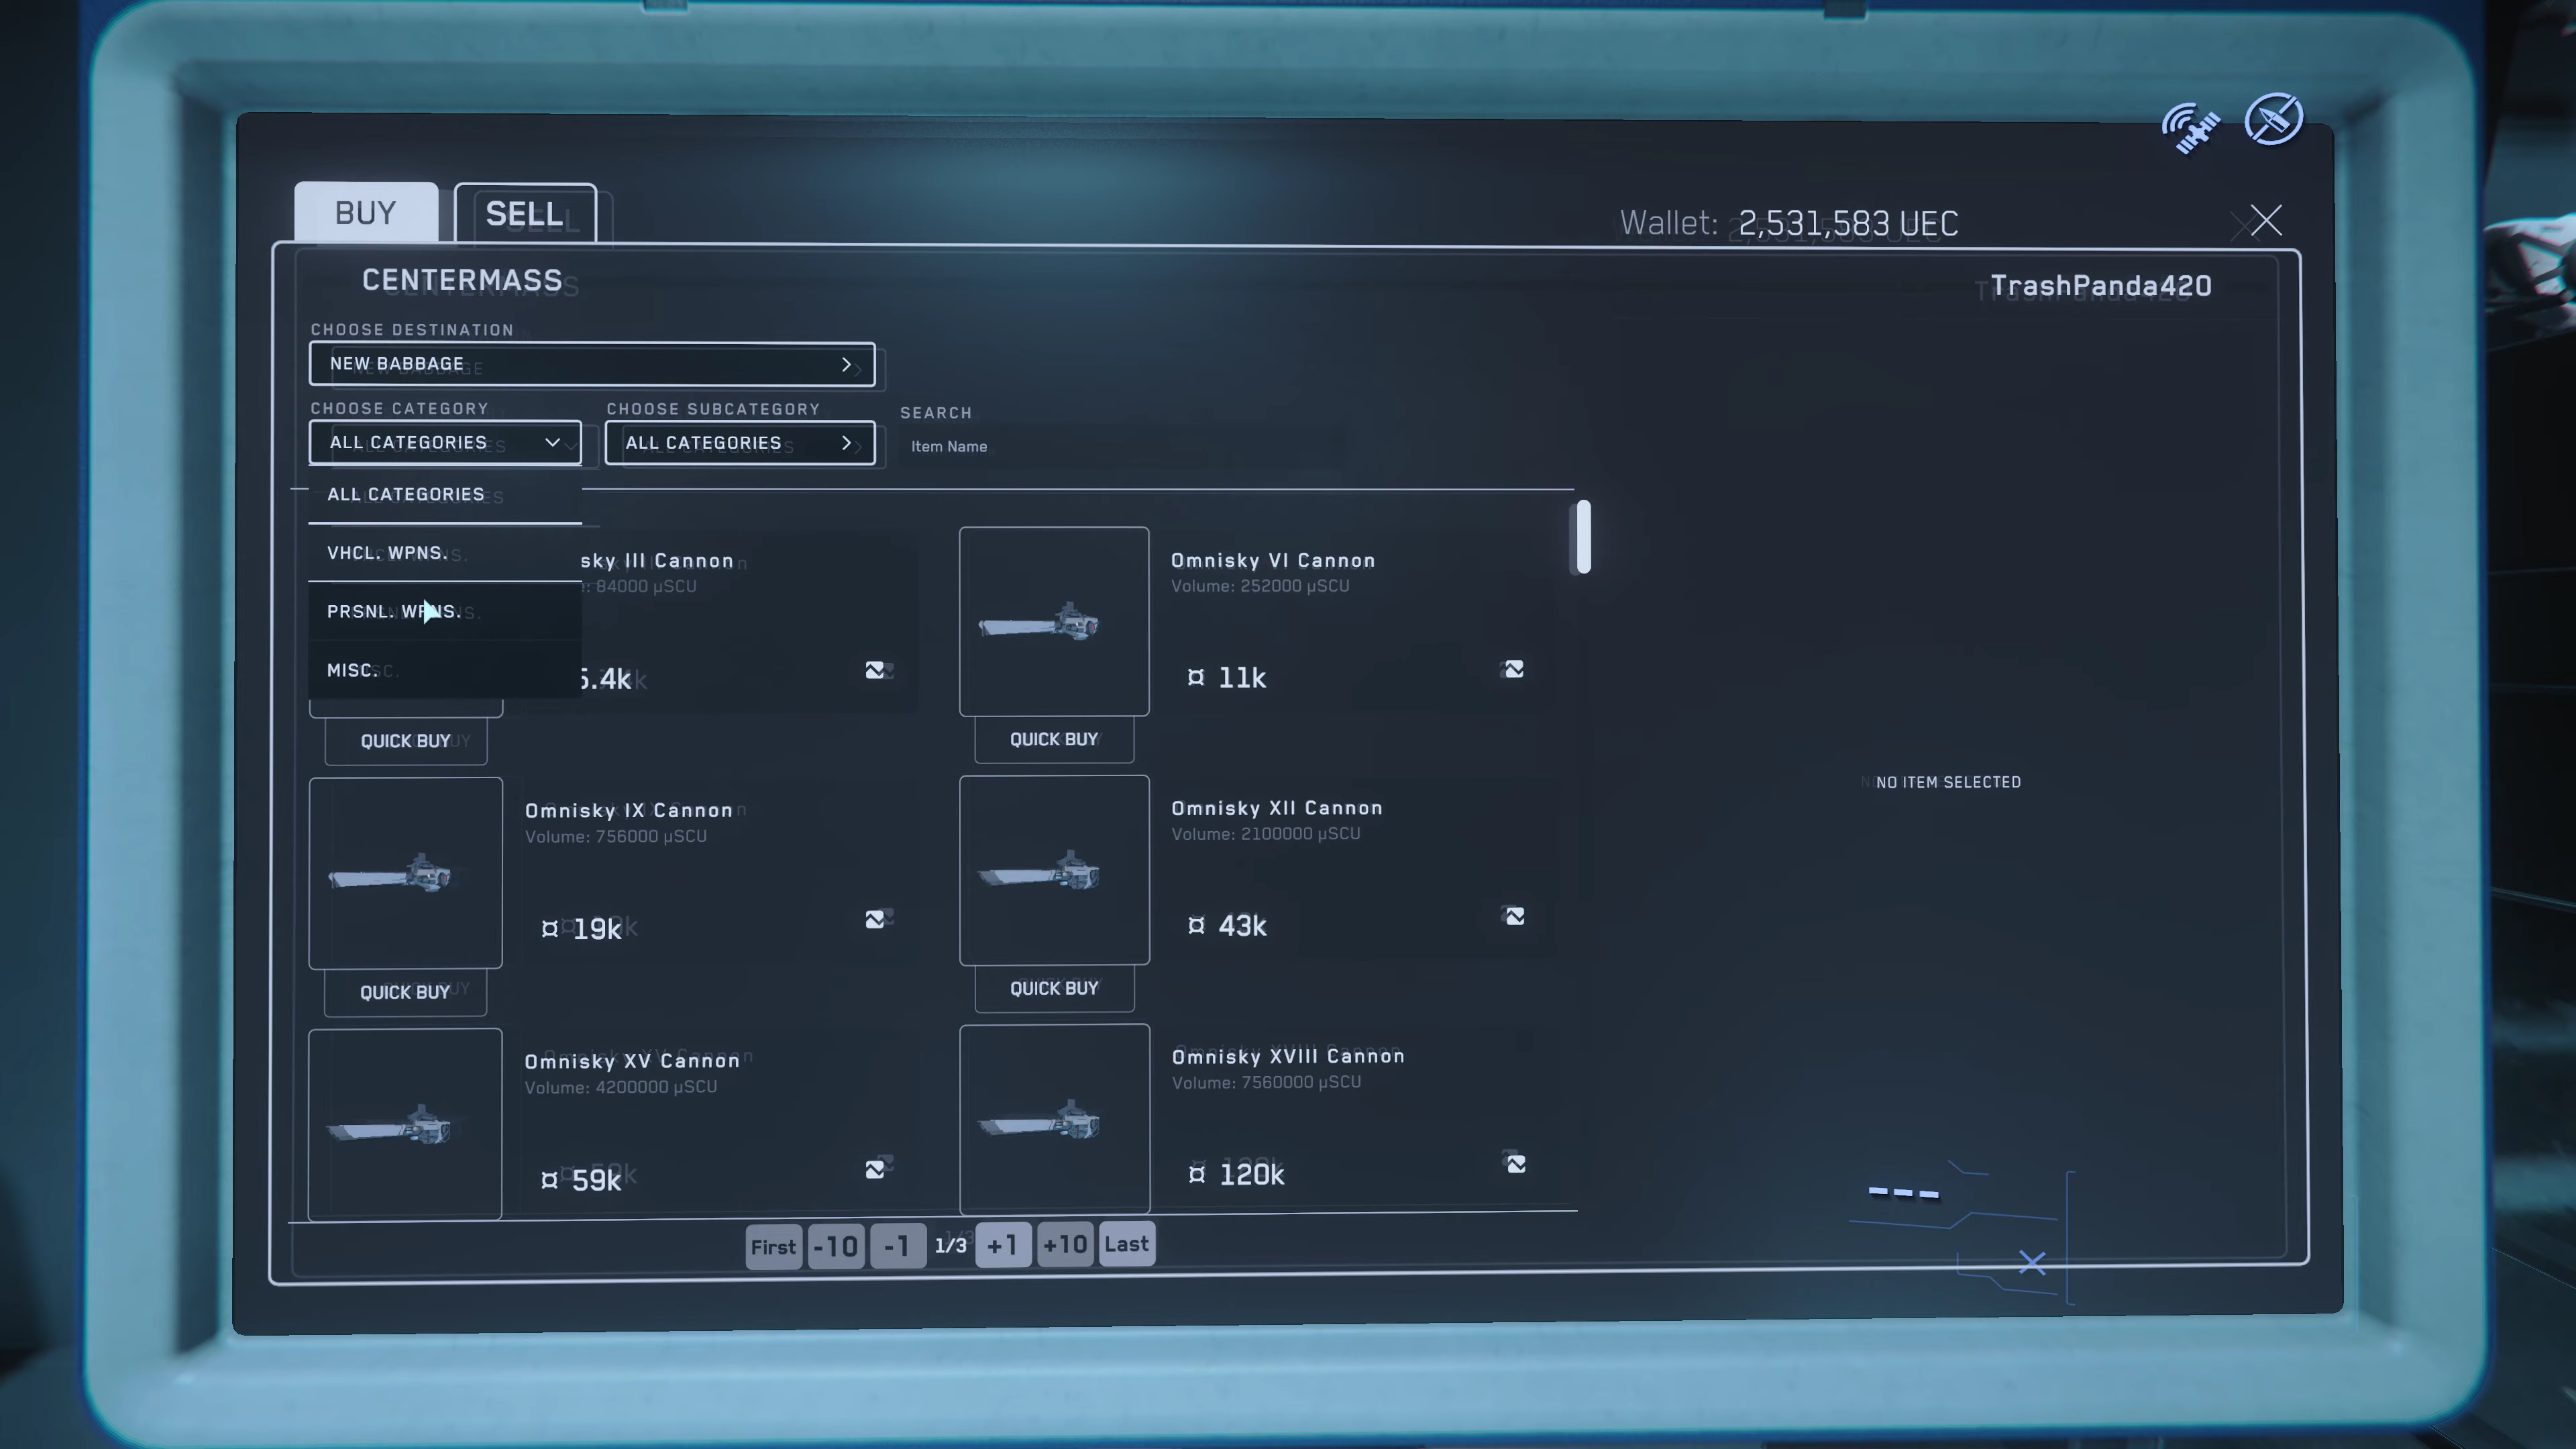 BUY
SELL
Wallet: 2,531,583 UEC
CENTERMASS
TrashPanda420
CHOOSE DESTINATION
NEW BABBAGE
CHOOSE CATEGORY
CHOOSE SUBCATEGORY
SEARCH
ALL CATEGORIES
ALL CATEGORIES
Item Name
ALL CATEGORIES
VHCL. WPNS.
PRSNL. WPNS.
MISC.
sky III Cannon
: 84000 µSCU
5.4k
QUICK BUY
Omnisky VI Cannon
Volume: 252000 µSCU
¤ 11k
QUICK BUY
Omnisky IX Cannon
Volume: 756000 µSCU
¤ 19k
QUICK BUY
Omnisky XII Cannon
Volume: 2100000 µSCU
¤ 43k
QUICK BUY
Omnisky XV Cannon
Volume: 4200000 µSCU
¤ 59k
Omnisky XVIII Cannon
Volume: 7560000 µSCU
¤ 120k
NO ITEM SELECTED
First -10 -1 1/3 +1 +10 Last